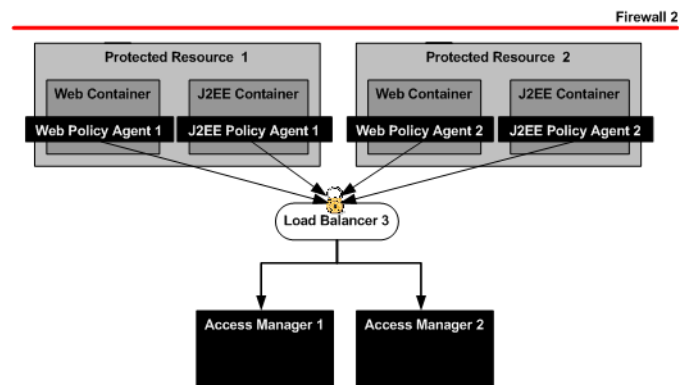 Firewall 2
Protected Resource 1
Protected Resource 2
Web Container
J2EE Container
Web Container
J2EE Container
Web Policy Agent 1
J2EE Policy Agent 1
Web Policy Agent 2
J2EE Policy Agent 2
Load Balancer 3
Access Manager 1
Access Manager 2